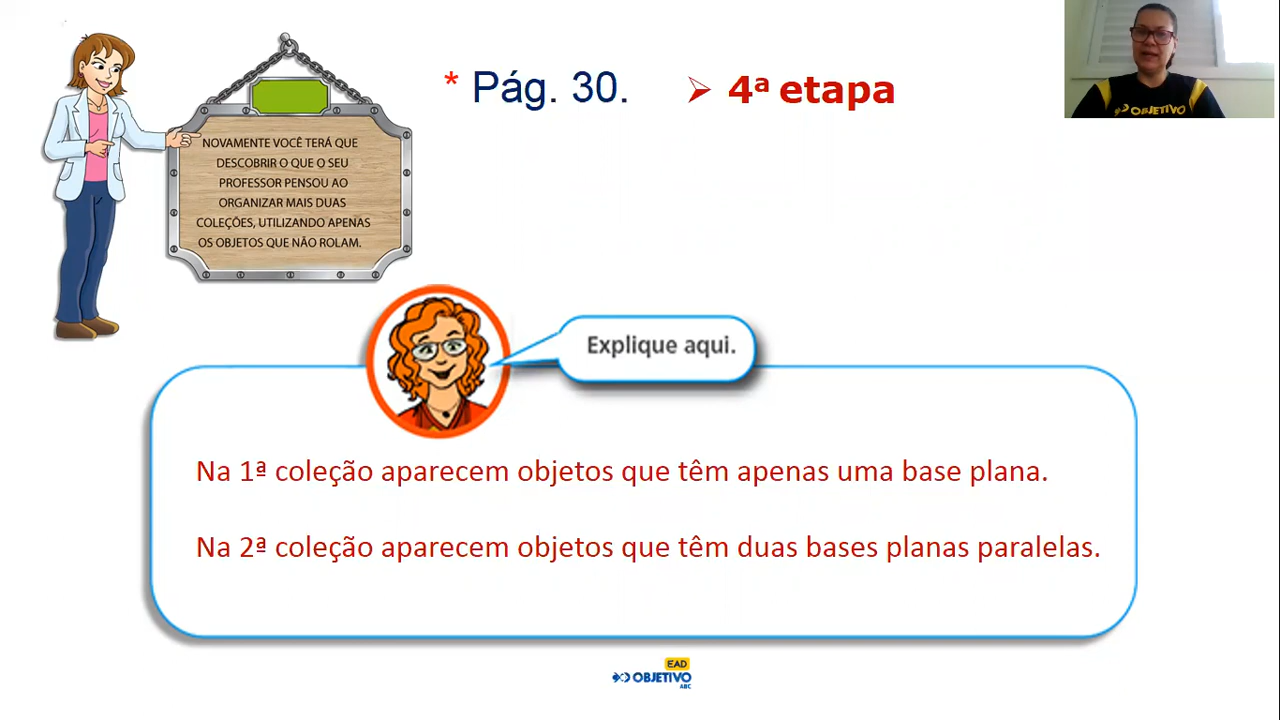 * Pág. 30.
➢ 4ª etapa
OBJETIVO
NOVAMENTE VOCÊ TERÁ QUE
DESCOBRIR O QUE O SEU
PROFESSOR PENSOU AO
ORGANIZAR MAIS DUAS
COLEÇÕES, UTILIZANDO APENAS
OS OBJETOS QUE NÃO ROLAM.
Explique aqui.
Na 1ª coleção aparecem objetos que têm apenas uma base plana.
Na 2ª coleção aparecem objetos que têm duas bases planas paralelas.
EAD
OBJETIVO
ABC